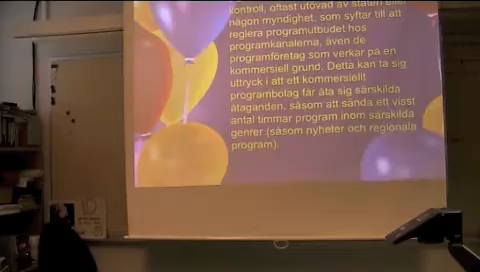 kontroll, oftast utövad av staten eller
någon myndighet, som syftar till att
reglera programutbudet hos
programkanalerna, även de
programföretag som verkar på en
kommersiell grund. Detta kan ta sig
uttryck i att ett kommersiellt
programbolag får åta sig särskilda
åtaganden, såsom att sända ett visst
antal timmar program inom särskilda
genrer (såsom nyheter och regionala
program).